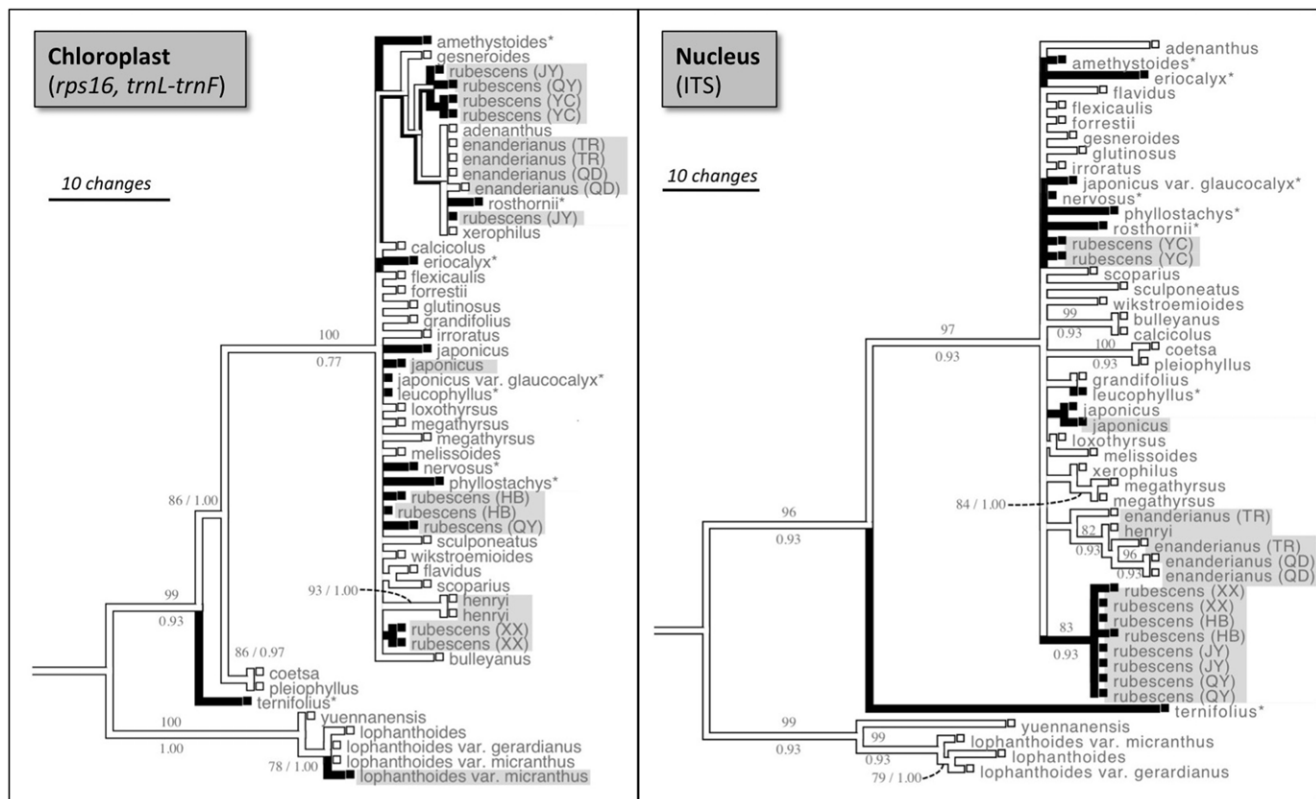 Chloroplast
(rps16, trnL-trnF)
10 changes
amethystoides*
gesneroides
rubescens (JY)
rubescens (QY)
rubescens (YC)
rubescens (YC)
adenanthus
enanderianus (TR)
enanderianus (TR)
enanderianus (QD)
enanderianus (QD)
rosthornii*
rubescens (JY)
xerophilus
calcicolus
eriocalyx*
flexicaulis
forrestii
glutinosus
grandifolius
100
irroratus
0.77
japonicus
japonicus
japonicus var. glaucocalyx*
leucophyllus*
loxothyrsus
megathyrsus
megathyrsus
melissoides
nervosus*
phyllostachys*
86 / 1.00
rubescens (HB)
rubescens (HB)
rubescens (QY)
sculponeatus
wikstroemioides
flavidus
scoparius
93 / 1.00
henryi
henryi
99
0.93
rubescens (XX)
rubescens (XX)
86 / 0.97
bulleyanus
coetsa
pleiophyllus
ternifolius*
yuennanensis
100
1.00
lophanthoides
lophanthoides var. gerardianus
lophanthoides var. micranthus
78 / 1.00
lophanthoides var. micranthus
Nucleus
(ITS)
10 changes
adenanthus
amethystoides*
eriocalyx*
flavidus
flexicaulis
forrestii
gesneroides
glutinosus
irroratus
japonicus var. glaucocalyx*
nervosus*
phyllostachys*
rosthornii*
rubescens (YC)
rubescens (YC)
scoparius
sculponeatus
wikstroemioides
99
bulleyanus
0.93
calcicolus
97
0.93
100
coetsa
0.93
pleiophyllus
grandifolius
leucophyllus*
japonicus
japonicus
loxothyrsus
melissoides
xerophilus
megathyrsus
84 / 1.00
megathyrsus
96
0.93
enanderianus (TR)
82
henryi
0.93
enanderianus (TR)
96
enanderianus (QD)
0.93
enanderianus (QD)
rubescens (XX)
rubescens (XX)
rubescens (HB)
83
rubescens (HB)
0.93
rubescens (JY)
rubescens (JY)
rubescens (QY)
rubescens (QY)
ternifolius*
99
yuennanensis
0.93
99
lophanthoides var. micranthus
0.93
lophanthoides
79 / 1.00
lophanthoides var. gerardianus